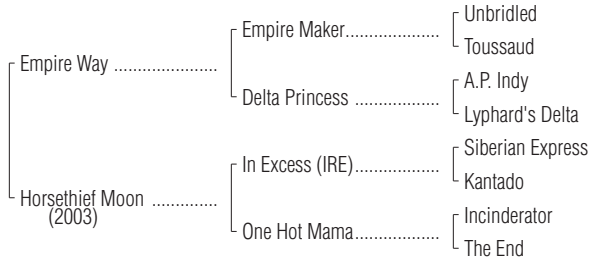 Unbridled
Empire Maker....................
Toussaud
Empire Way ......................
A.P. Indy
Delta Princess ..................
Lyphard's Delta
Siberian Express
In Excess (IRE)..................
Kantado
Horsethief Moon ..............
(2003)
Incinderator
One Hot Mama..................
The End